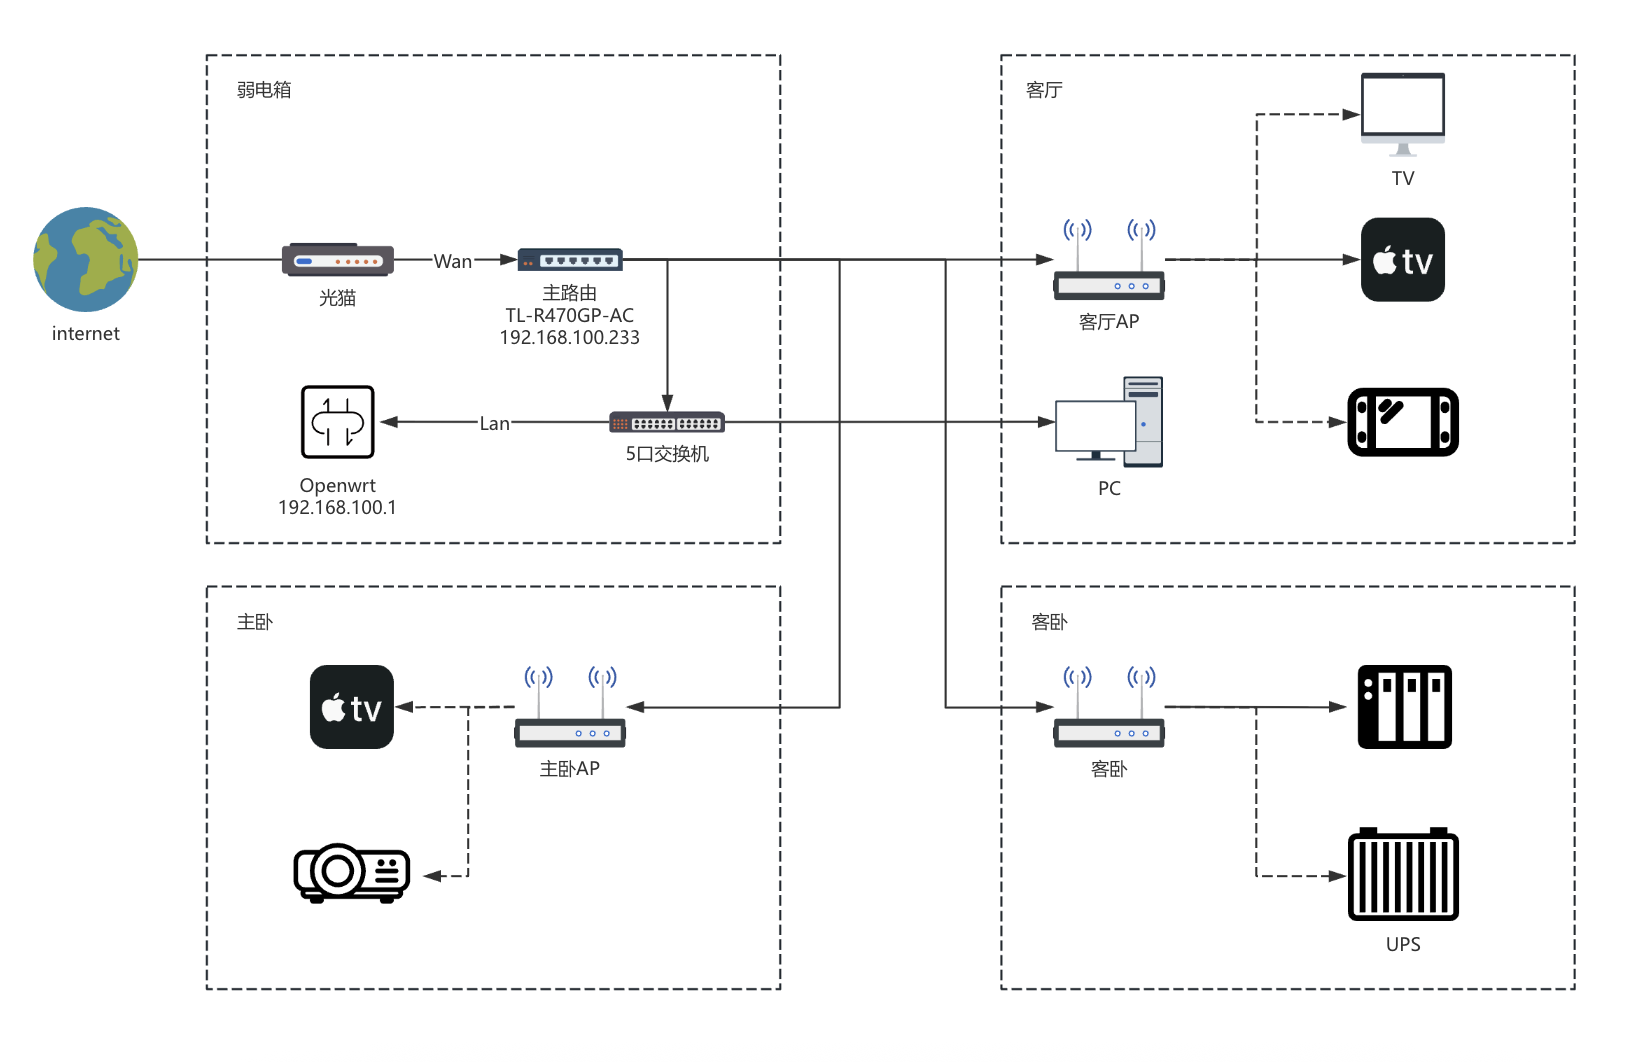 弱电箱
internet
光猫
Wan
主路由
TL-R470GP-AC
192.168.100.233
Openwrt
192.168.100.1
Lan
5口交换机
客厅
客厅AP
TV
tv
PC
主卧
tv
主卧AP
客卧
客卧
UPS